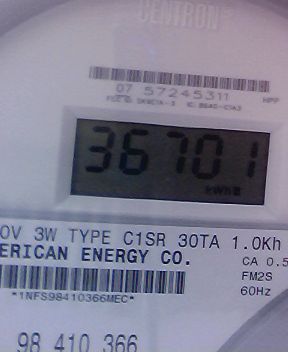 CENTRON
07 57245311
36701
kWh
0V 3W TYPE C1SR 30TA 1.0Kh
ERICAN ENERGY CO.
CA 0.5
FM2S
*1NFS98410366MEC*
60Hz
98 410 366